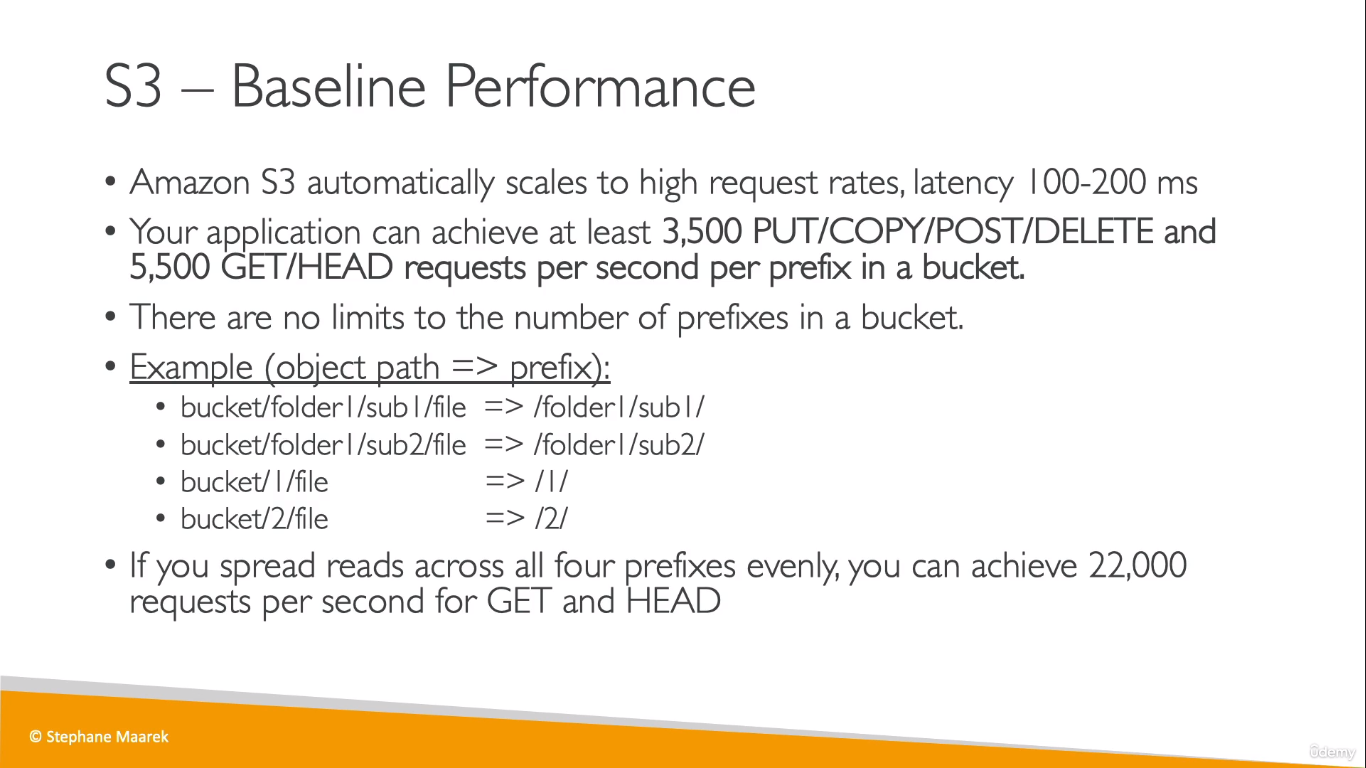 S3 – Baseline Performance
• Amazon S3 automatically scales to high request rates, latency 100-200 ms
• Your application can achieve at least 3,500 PUT/COPY/POST/DELETE and
5,500 GET/HEAD requests per second per prefix in a bucket.
• There are no limits to the number of prefixes in a bucket.
• Example (object path => prefix):
• bucket/folder1/sub1/file => /folder1/sub1/
• bucket/folder1/sub2/file => /folder1/sub2/
• bucket/1/file => /1/
• bucket/2/file => /2/
• If you spread reads across all four prefixes evenly, you can achieve 22,000
requests per second for GET and HEAD
© Stephane Maarek
ûdemy